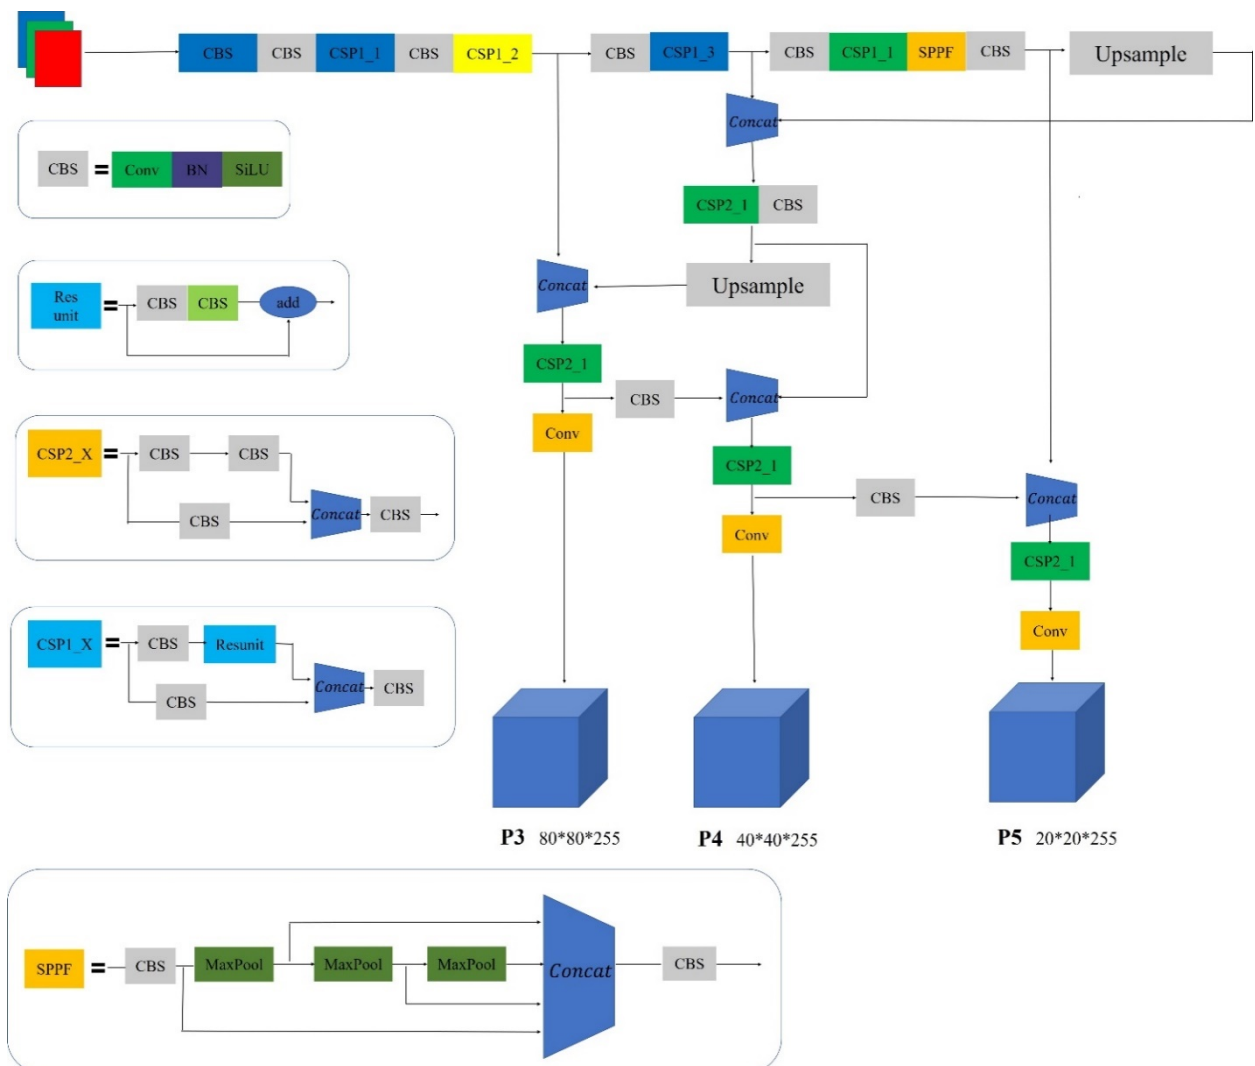 CBS CBS CSP1_1 CBS CSP1_2 CBS CSP1_3 CBS CSP1_1 SPPF CBS Upsample
Concat
CBS = Conv BN SiLU
CSP2_1 CBS
Concat Upsample
Res unit = CBS CBS add
CSP2_1
CBS Concat
Conv
CSP2_X = CBS CBS
CBS Concat CBS
CSP2_1
CBS Concat
Conv
CSP2_1
CSP1_X = CBS Resunit
CBS Concat CBS
Conv
P3 80*80*255 P4 40*40*255 P5 20*20*255
SPPF = CBS MaxPool MaxPool MaxPool Concat CBS